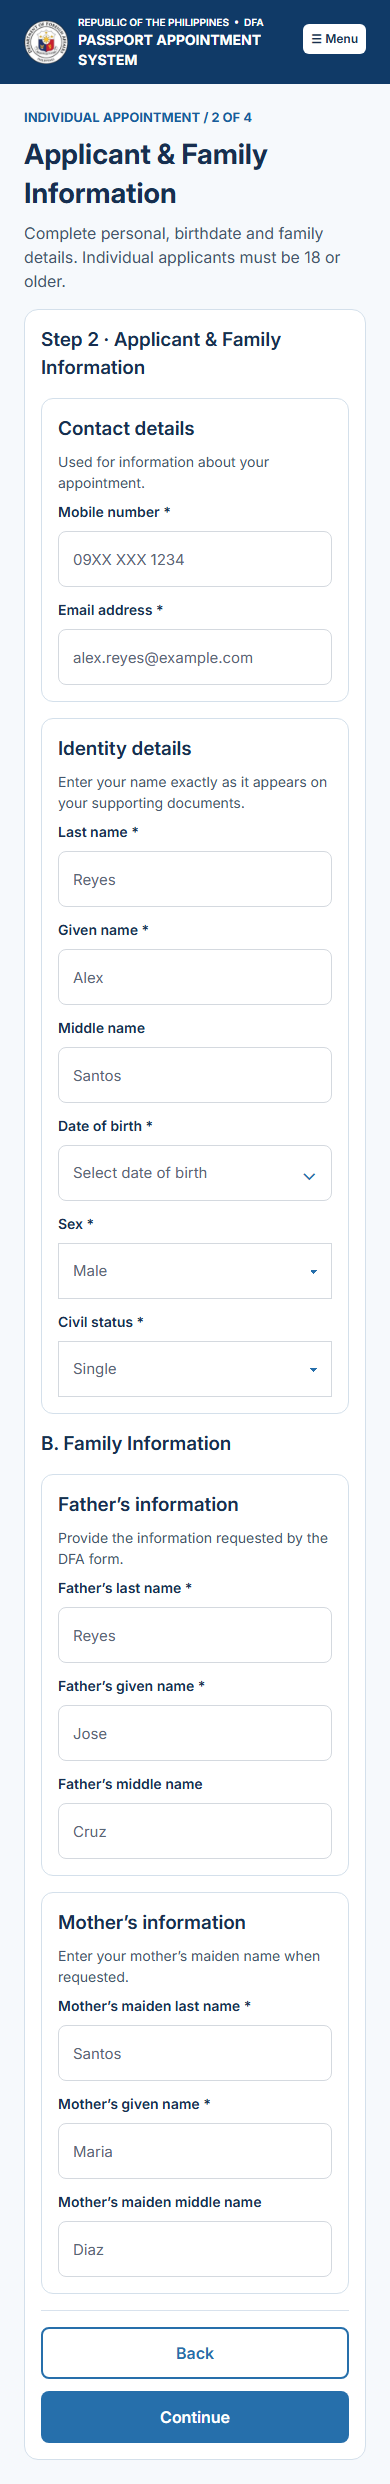 REPUBLIC OF THE PHILIPPINES • DFA
PASSPORT APPOINTMENT
SYSTEM
☰ Menu
INDIVIDUAL APPOINTMENT / 2 OF 4
Applicant & Family
Information
Complete personal, birthdate and family
details. Individual applicants must be 18 or
older.
Step 2 · Applicant & Family
Information
Contact details
Used for information about your
appointment.
Mobile number *
09XX XXX 1234
Email address *
alex.reyes@example.com
Identity details
Enter your name exactly as it appears on
your supporting documents.
Last name *
Reyes
Given name *
Alex
Middle name
Santos
Date of birth *
Select date of birth
Sex *
Male
Civil status *
Single
B. Family Information
Father’s information
Provide the information requested by the
DFA form.
Father’s last name *
Reyes
Father’s given name *
Jose
Father’s middle name
Cruz
Mother’s information
Enter your mother’s maiden name when
requested.
Mother’s maiden last name *
Santos
Mother’s given name *
Maria
Mother’s maiden middle name
Diaz
Back
Continue